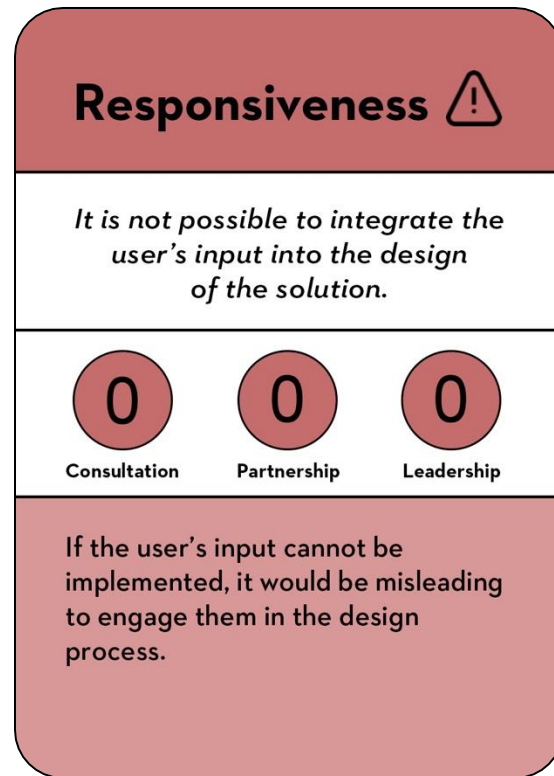 Responsiveness
It is not possible to integrate the
user's input into the design
of the solution.
0 0 0
Consultation Partnership Leadership
If the user's input cannot be
implemented, it would be misleading
to engage them in the design
process.